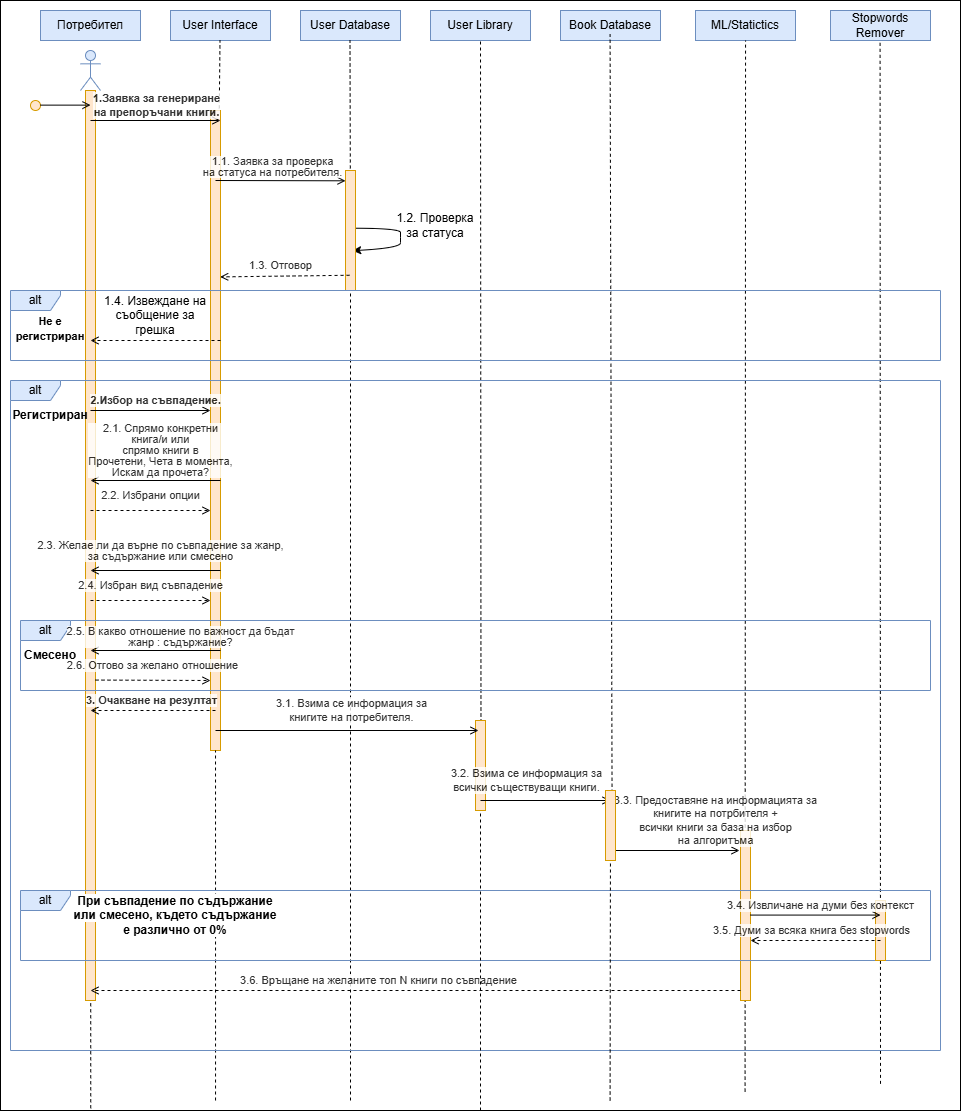 Потребител
User Interface
User Database
User Library
Book Database
ML/Statictics
Stopwords
Remover
1.Заявка за генериране
на препоръчани книги.
1.1. Заявка за проверка
на статуса на потребителя.
1.2. Проверка
за статуса
1.3. Отговор
alt
Не е
регистриран
1.4. Извеждане на
съобщение за
грешка
alt
Регистриран
2.Избор на съвпадение.
2.1. Спрямо конкретни
книга/и или
спрямо книги в
Прочетени, Чета в момента,
Искам да прочета?
2.2. Избрани опции
2.3. Желае ли да върне по съвпадение за жанр,
за съдържание или смесено
2.4. Избран вид съвпадение
alt
Смесено
2.5. В какво отношение по важност да бъдат
жанр : съдържание?
2.6. Отгово за желано отношение
3. Очакване на резултат
3.1. Взима се информация за
книгите на потребителя.
3.2. Взима се информация за
всички съществуващи книги.
3.3. Предоставяне на информацията за
книгите на потрбителя +
всички книги за база на избор
на алгоритъма
alt
При съвпадение по съдържание
или смесено, където съдържание
е различно от 0%
3.4. Извличане на думи без контекст
3.5. Думи за всяка книга без stopwords
3.6. Връщане на желаните топ N книги по съвпадение